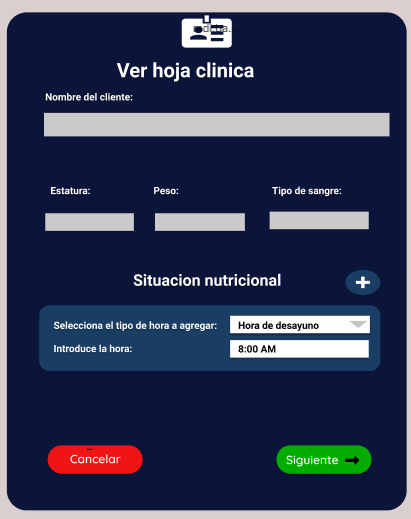 Ver hoja clinica
Nombre del cliente:
Estatura: Peso: Tipo de sangre:
Situacion nutricional
Selecciona el tipo de hora a agregar: Hora de desayuno
Introduce la hora: 8:00 AM
Cancelar Siguiente